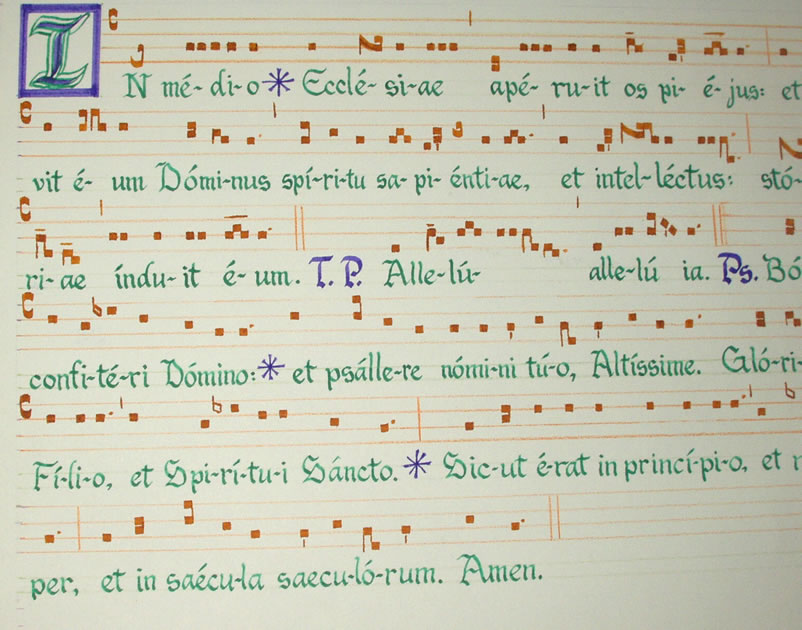 IN mé-di-o * Ecclé-si-ae apé-ru-it os pi-é-jus: et
vit é-um Dómi-nus spí-ri-tu sa-pi-énti-ae, et intel-léctus: stó-
ri-ae índu-it é-um. T. P. Alle-lú- alle-lú ia. Ps. Bó
confi-té-ri Dómino: * et psálle-re nómi-ni tú-o, Altíssime. Gló-ri-
Fí-li-o, et Spi-rí-tu-i Sáncto. * Sic-ut é-rat in princí-pi-o, et
per, et in saécu-la saecu-ló-rum. Amen.